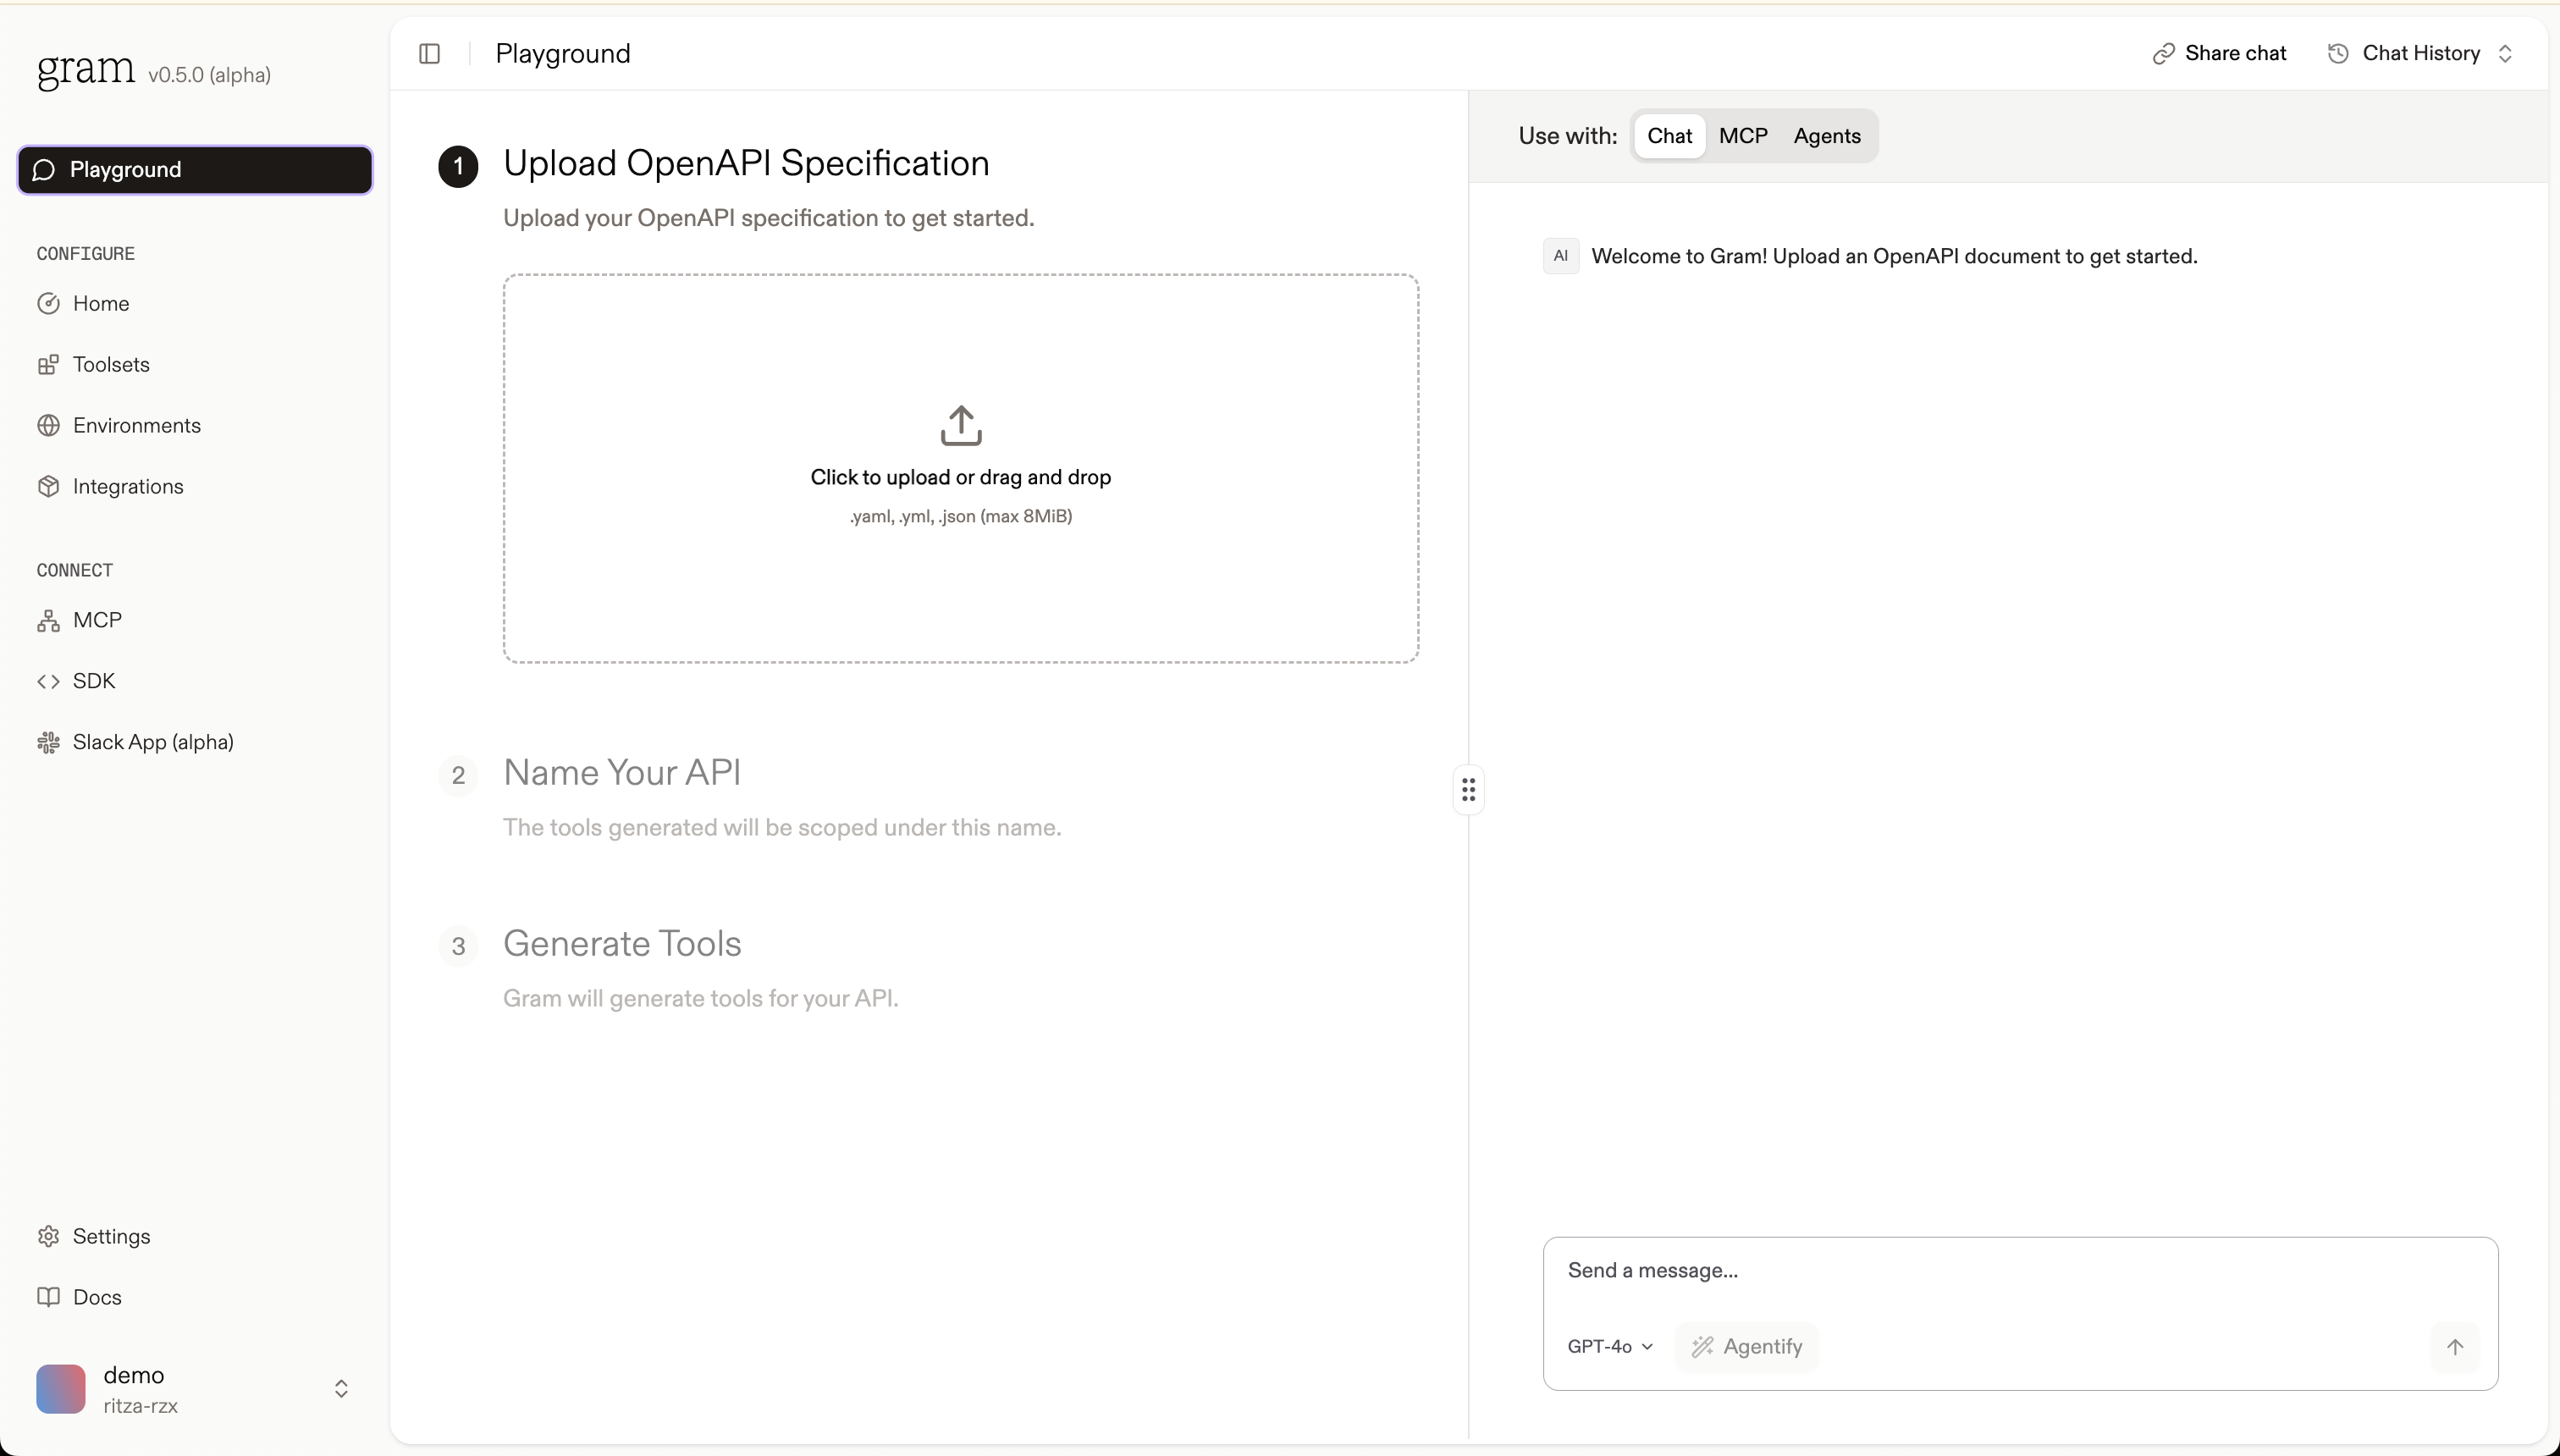 gram v0.5.0 (alpha)
Playground
CONFIGURE
Home
Toolsets
Environments
Integrations
CONNECT
MCP
SDK
Slack App (alpha)
Settings
Docs
demo
ritza-rzx
Playground
Share chat
Chat History
1 Upload OpenAPI Specification
Upload your OpenAPI specification to get started.
Click to upload or drag and drop
.yaml, .yml, .json (max 8MiB)
2 Name Your API
The tools generated will be scoped under this name.
3 Generate Tools
Gram will generate tools for your API.
Use with: Chat MCP Agents
AI Welcome to Gram! Upload an OpenAPI document to get started.
Send a message...
GPT-4o Agentify